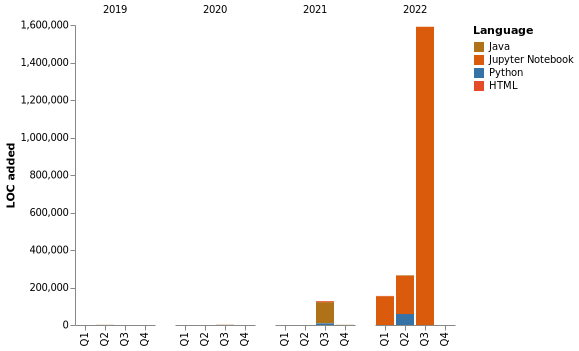 2019 2020 2021 2022
1,600,000
1,400,000
1,200,000
1,000,000
800,000
600,000
400,000
200,000
0
LOC added
Q1 Q2 Q3 Q4 Q1 Q2 Q3 Q4 Q1 Q2 Q3 Q4 Q1 Q2 Q3 Q4
Language
Java
Jupyter Notebook
Python
HTML